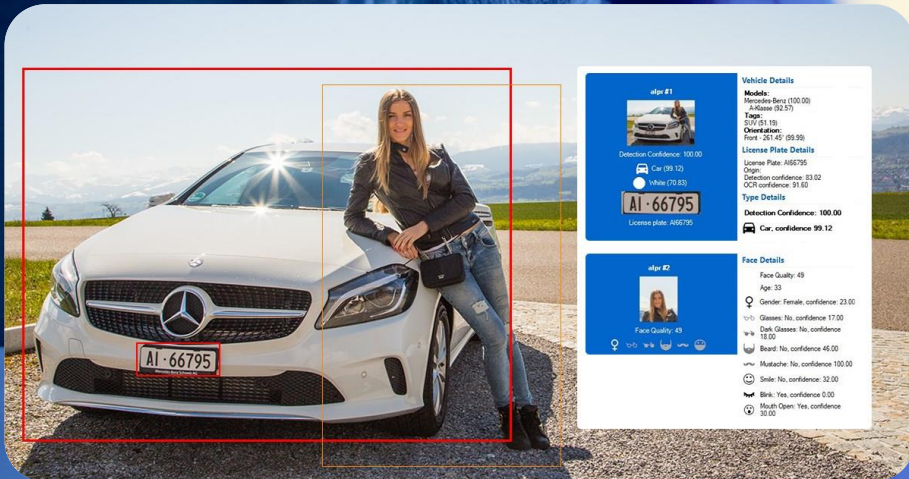 AI·66795
Mercedes-Benz Schweiz AG
alpr #1
Detection Confidence: 100.00
Car (99.12)
White (70.83)
AI·66795
License plate: AI66795
Vehicle Details
Models:
Mercedes-Benz (100.00)
A-Klasse (92.57)
Tags:
SUV (51.19)
Orientation:
Front - 261.45° (99.99)
License Plate Details
License Plate: AI66795
Origin:
Detection confidence: 83.02
OCR confidence: 91.60
Type Details
Detection Confidence: 100.00
Car, confidence 99.12
alpr #2
Face Quality: 49
Face Details
Face Quality: 49
Age: 33
Gender: Female, confidence: 23.00
Glasses: No, confidence 17.00
Dark Glasses: No, confidence
18.00
Beard: No, confidence 46.00
Mustache: No, confidence 100.00
Smile: No, confidence: 32.00
Blink: Yes, confidence 0.00
Mouth Open: Yes, confidence
30.00